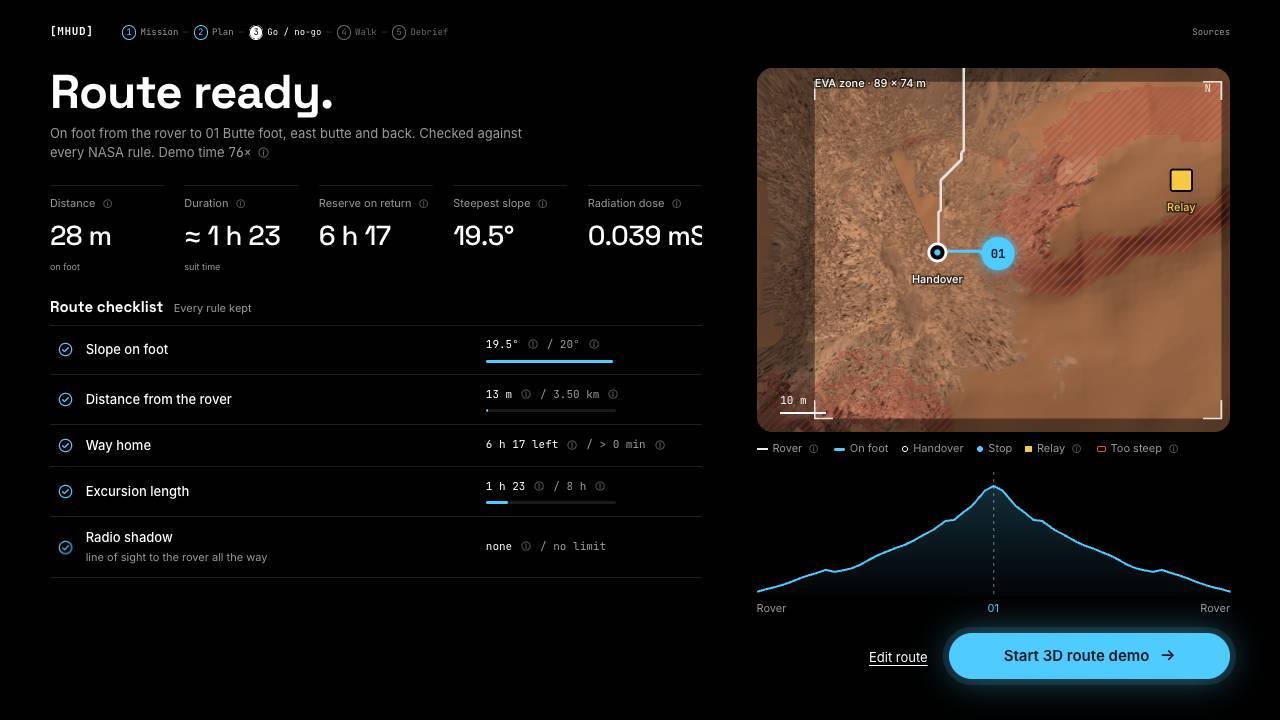 [MHUD] 1 Mission – 2 Plan – 3 Go / no-go – 4 Walk – 5 Debrief Sources
Route ready.
On foot from the rover to 01 Butte foot, east butte and back. Checked against
every NASA rule. Demo time 76× ⓘ
Distance ⓘ Duration ⓘ Reserve on return ⓘ Steepest slope ⓘ Radiation dose ⓘ
28 m ≈ 1 h 23 6 h 17 19.5° 0.039 mS
on foot suit time
Route checklist Every rule kept
Slope on foot 19.5° ⓘ / 20° ⓘ
Distance from the rover 13 m ⓘ / 3.50 km ⓘ
Way home 6 h 17 left ⓘ / > 0 min ⓘ
Excursion length 1 h 23 ⓘ / 8 h ⓘ
Radio shadow none ⓘ / no limit
line of sight to the rover all the way
EVA zone · 89 × 74 m N
Relay
01
Handover
10 m
Rover ⓘ On foot Handover Stop Relay ⓘ Too steep ⓘ
Rover 01 Rover
Edit route Start 3D route demo →